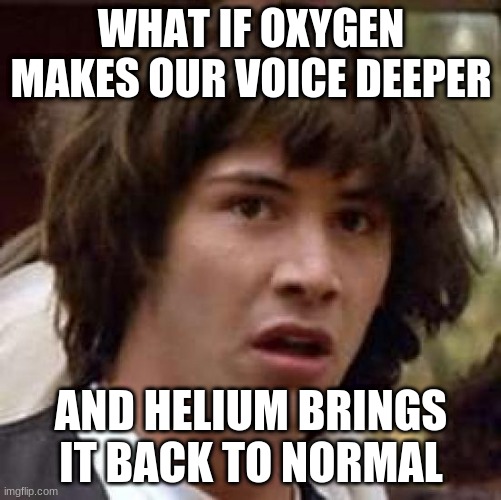 WHAT IF OXYGEN
MAKES OUR VOICE DEEPER
AND HELIUM BRINGS
IT BACK TO NORMAL
imgflip.com